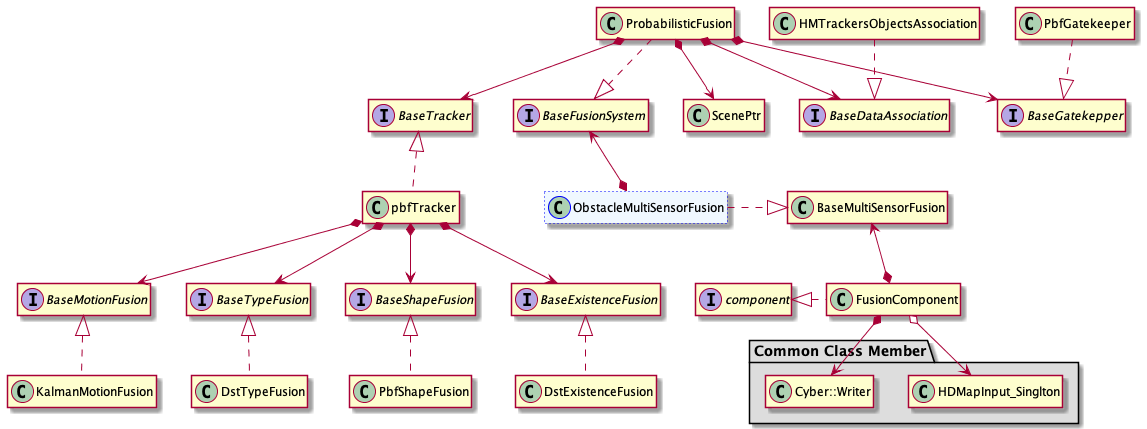 C ProbabilisticFusion
C HMTrackersObjectsAssociation
C PbfGatekeeper
I BaseTracker
I BaseFusionSystem
C ScenePtr
I BaseDataAssociation
I BaseGatekepper
C pbfTracker
C ObstacleMultiSensorFusion
C BaseMultiSensorFusion
I BaseMotionFusion
I BaseTypeFusion
I BaseShapeFusion
I BaseExistenceFusion
I component
C FusionComponent
Common Class Member
C KalmanMotionFusion
C DstTypeFusion
C PbfShapeFusion
C DstExistenceFusion
C Cyber::Writer
C HDMapInput_Singlton